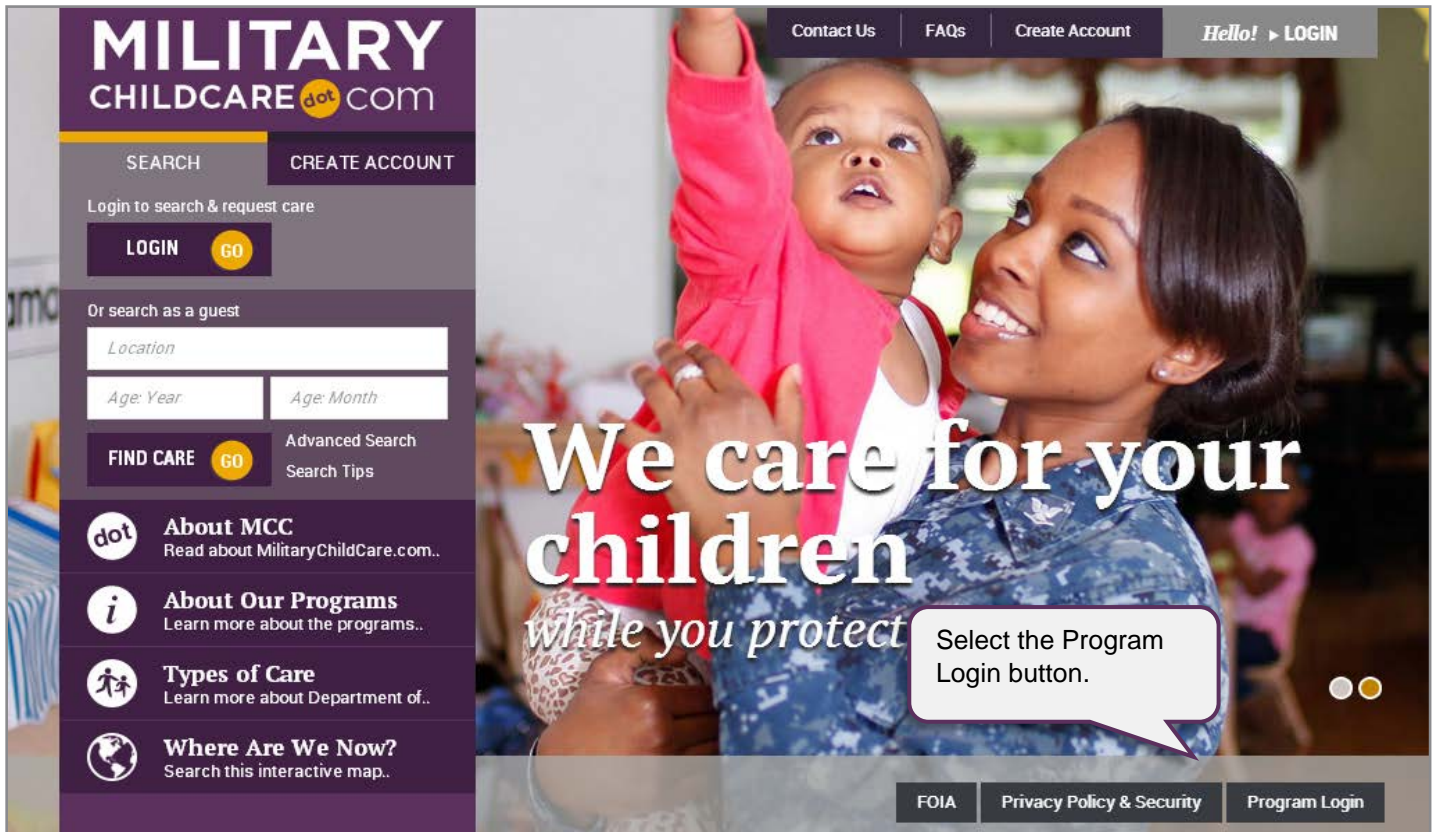 MILITARY
CHILDCARE dot com
Contact Us
FAQs
Create Account
Hello! ▸ LOGIN
SEARCH
CREATE ACCOUNT
Login to search & request care
LOGIN GO
Or search as a guest
Location
Age: Year
Age: Month
FIND CARE GO
Advanced Search
Search Tips
dot
About MCC
Read about MilitaryChildCare.com..
i
About Our Programs
Learn more about the programs..
Types of Care
Learn more about Department of..
Where Are We Now?
Search this interactive map..
We care for your
children
while you protect
Select the Program
Login button.
FOIA
Privacy Policy & Security
Program Login